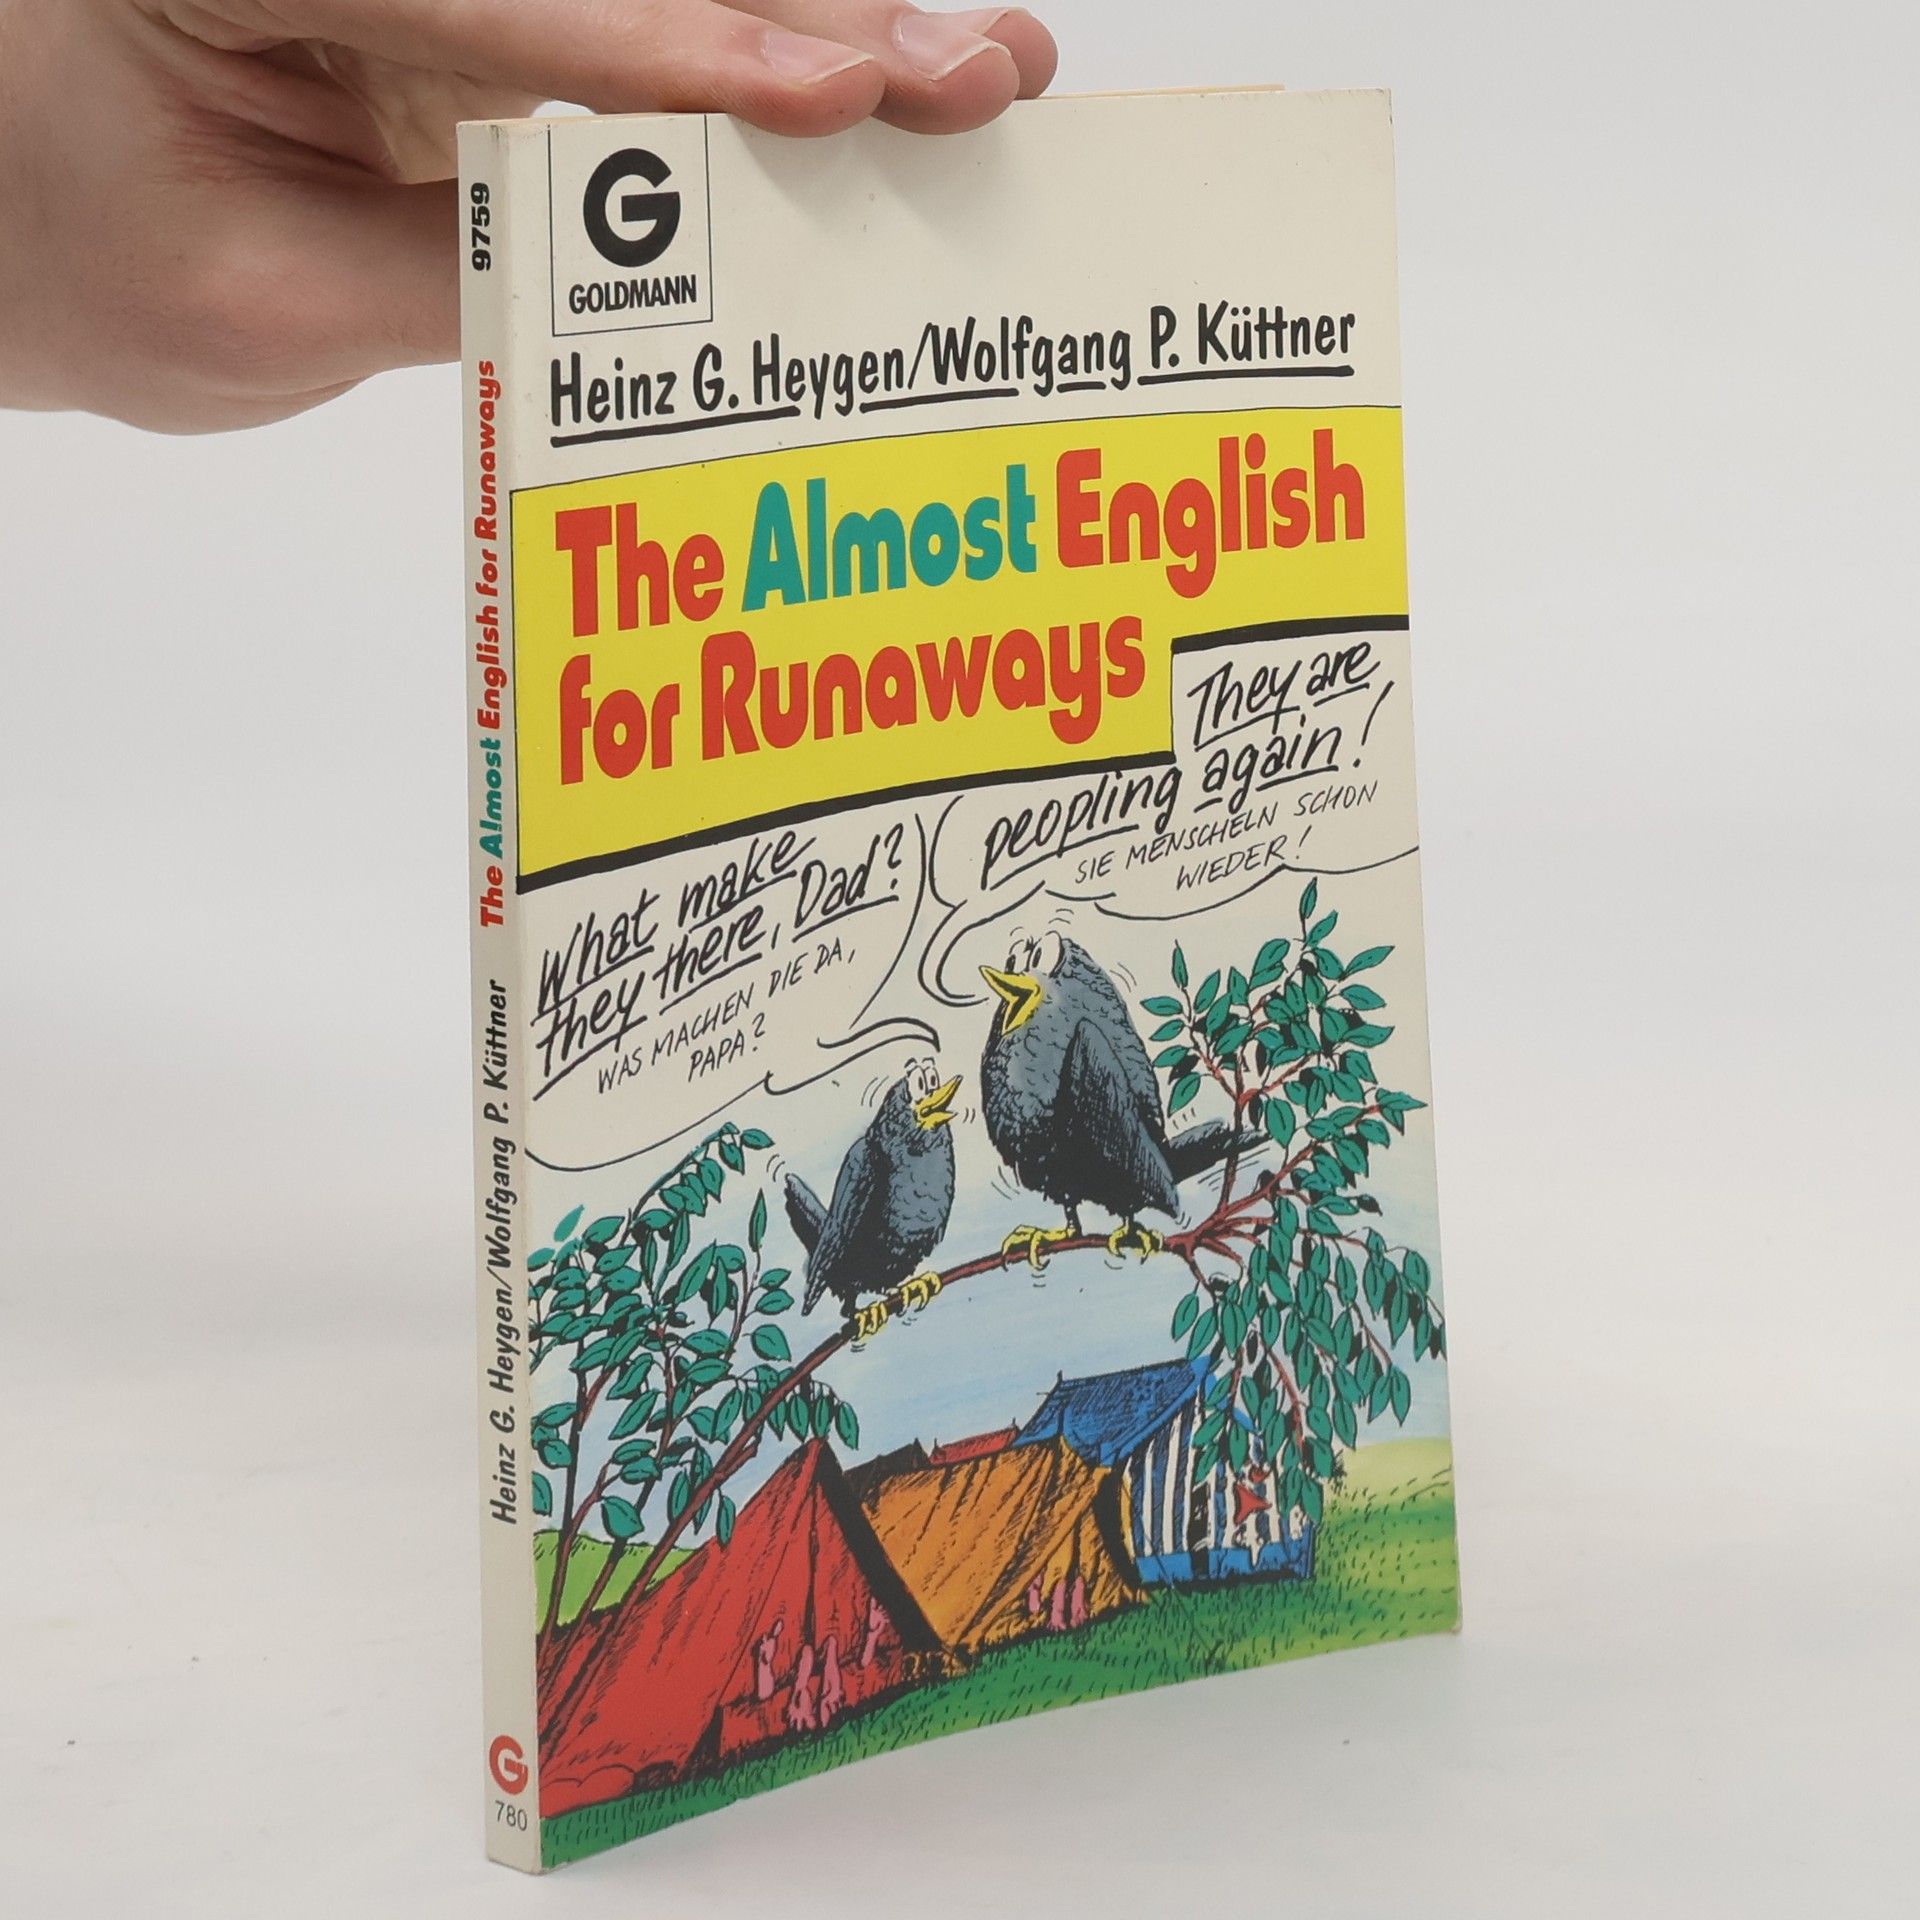 9759
The Almost English for Runaways
Heinz G. Heygen/Wolfgang P. Küttner
G
780
G
GOLDMANN
Heinz G. Heygen/Wolfgang P. Küttner
The Almost English
for Runaways
What make
they there, Dad?
WAS MACHEN DIE DA,
PAPA?
They are
peopling again!
SIE MENSCHELN SCHON
WIEDER!